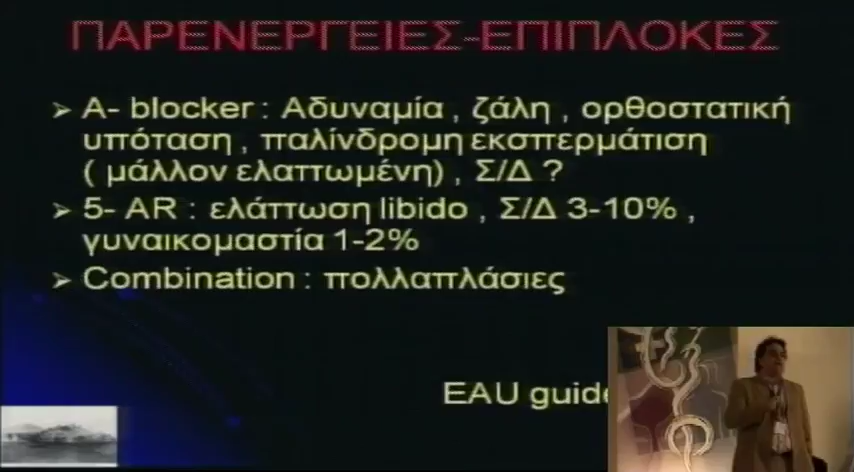 ΠΑΡΕΝΕΡΓΕΙΕΣ-ΕΠΙΠΛΟΚΕΣ
➢ Α- blocker : Αδυναμία , ζάλη , ορθοστατική
υπόταση , παλίνδρομη εκσπερμάτιση
( μάλλον ελαττωμένη) , Σ/Δ ?
➢ 5- AR : ελάττωση libido , Σ/Δ 3-10% ,
γυναικομαστία 1-2%
➢ Combination : πολλαπλάσιες
EAU